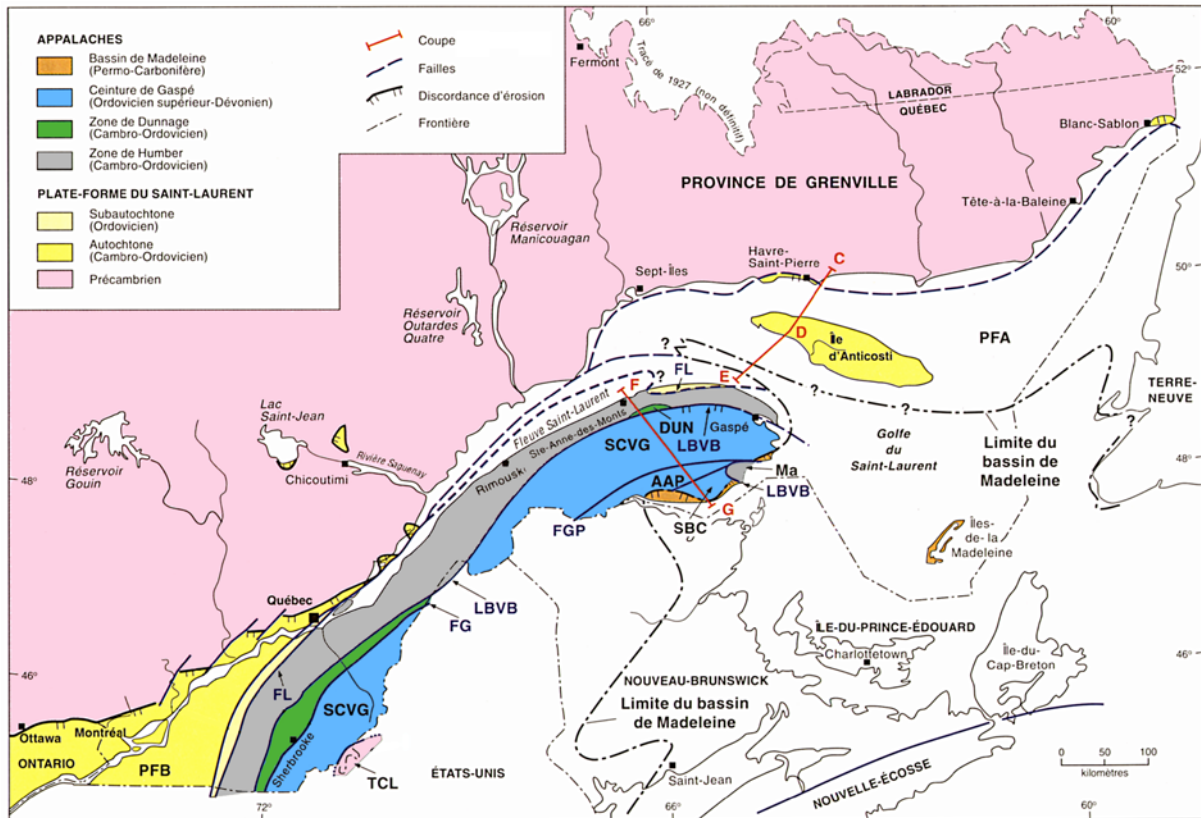 APPALACHES
Bassin de Madeleine
(Permo-Carbonifère)
Ceinture de Gaspé
(Ordovicien supérieur-Dévonien)
Zone de Dunnage
(Cambro-Ordovicien)
Zone de Humber
(Cambro-Ordovicien)
PLATE-FORME DU SAINT-LAURENT
Subautochtone
(Ordovicien)
Autochtone
(Cambro-Ordovicien)
Précambrien
Coupe
Failles
Discordance d'érosion
Frontière
66°
60°
52°
Fermont
Tracé de 1927 (non définitif)
LABRADOR
QUÉBEC
Blanc-Sablon
PROVINCE DE GRENVILLE
Tête-à-la-Baleine
Réservoir
Manicouagan
Havre-
Saint-Pierre
C
50°
Sept-Îles
Réservoir
Outardes
Quatre
D
Île
d'Anticosti
PFA
?
?
E
FL
?
F
?
?
?
TERRE-
NEUVE
Lac
Saint-Jean
Fleuve Saint-Laurent
Ste-Anne-des-Monts
DUN
LBVB
Gaspé
SCVG
Golfe
du
Saint-Laurent
Limite du
bassin de
Madeleine
Réservoir
Gouin
Rivière Saguenay
Chicoutimi
Rimousk,
48°
48°
Ma
AAP
LBVB
G
SBC
FGP
Îles-
de- la
Madeleine
Québec
LBVB
FG
ÎLE-DU-PRINCE-ÉDOUARD
Charlottetown
Île-du-
Cap-Breton
46°
46°
FL
SCVG
NOUVEAU-BRUNSWICK
Limite du bassin
de Madeleine
Ottawa
Montréal
ONTARIO
PFB
Sherbrooke
TCL
ÉTATS-UNIS
Saint-Jean
NOUVELLE-ÉCOSSE
0 50 100
kilomètres
72°
66°
60°